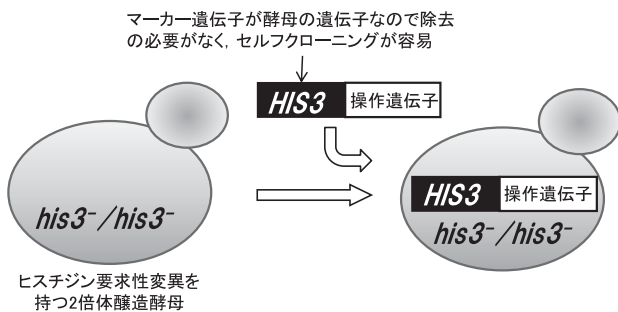 マーカー遺伝子が酵母の遺伝子なので除去
の必要がなく，セルフクローニングが容易
HIS3 操作遺伝子
his3⁻/his3⁻
HIS3 操作遺伝子
his3⁻/his3⁻
ヒスチジン要求性変異を
持つ2倍体醸造酵母